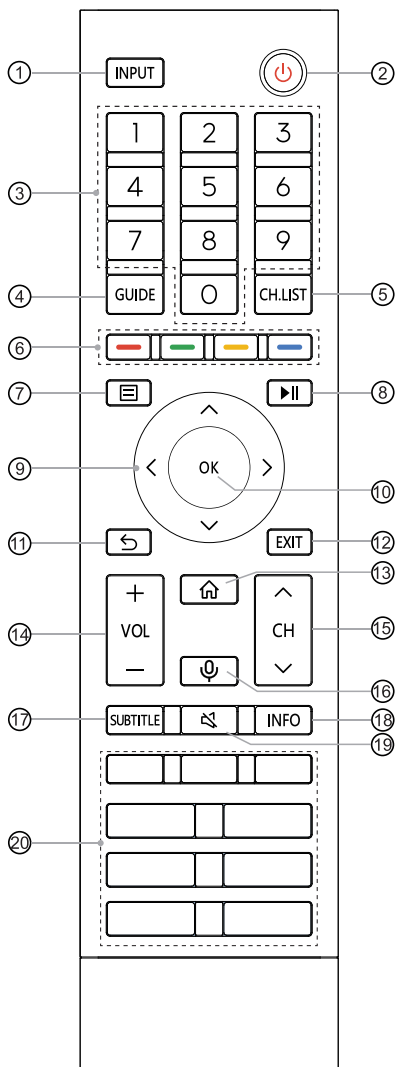 ① INPUT ②
1 2 3
③ 4 5 6
7 8 9
④ GUIDE 0 CH.LIST ⑤
⑥
⑦ ⑧
⑨ OK ⑩
⑪ EXIT ⑫
⑬
+
⑭ VOL CH ⑮
−
⑯
⑰ SUBTITLE INFO ⑱
⑲
⑳